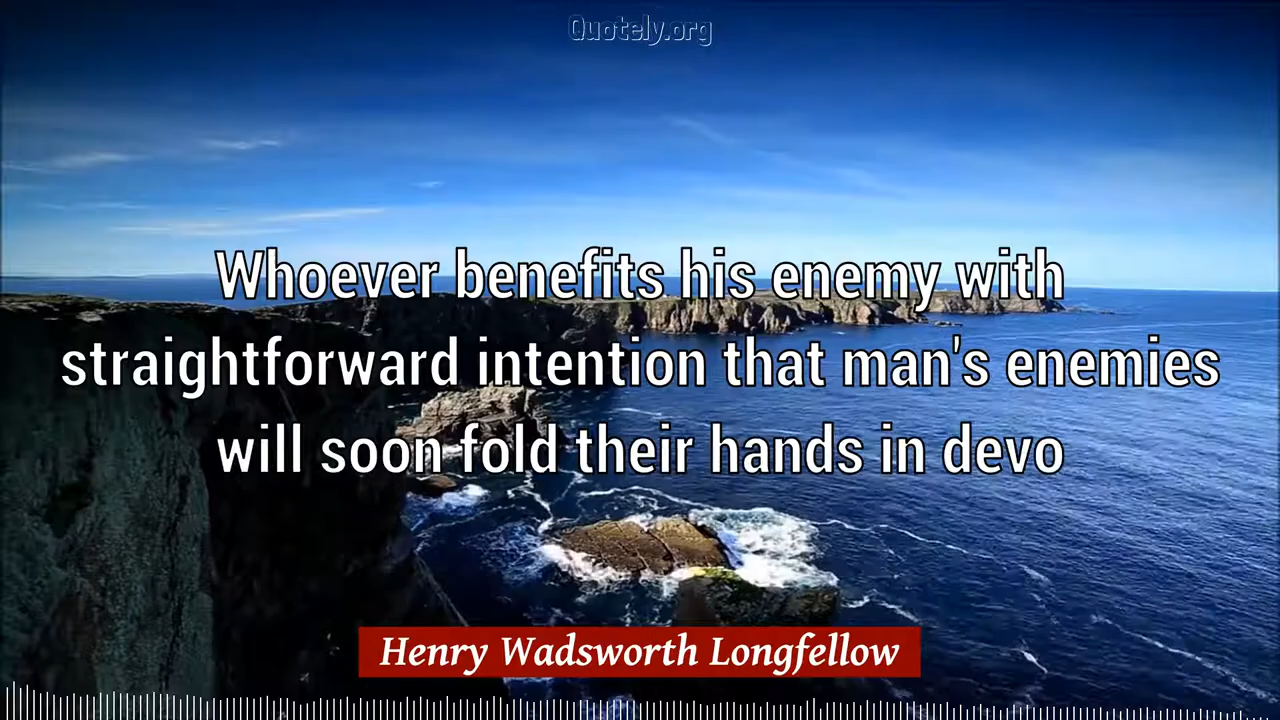 Quotely.org
Whoever benefits his enemy with
straightforward intention that man's enemies
will soon fold their hands in devo
Henry Wadsworth Longfellow